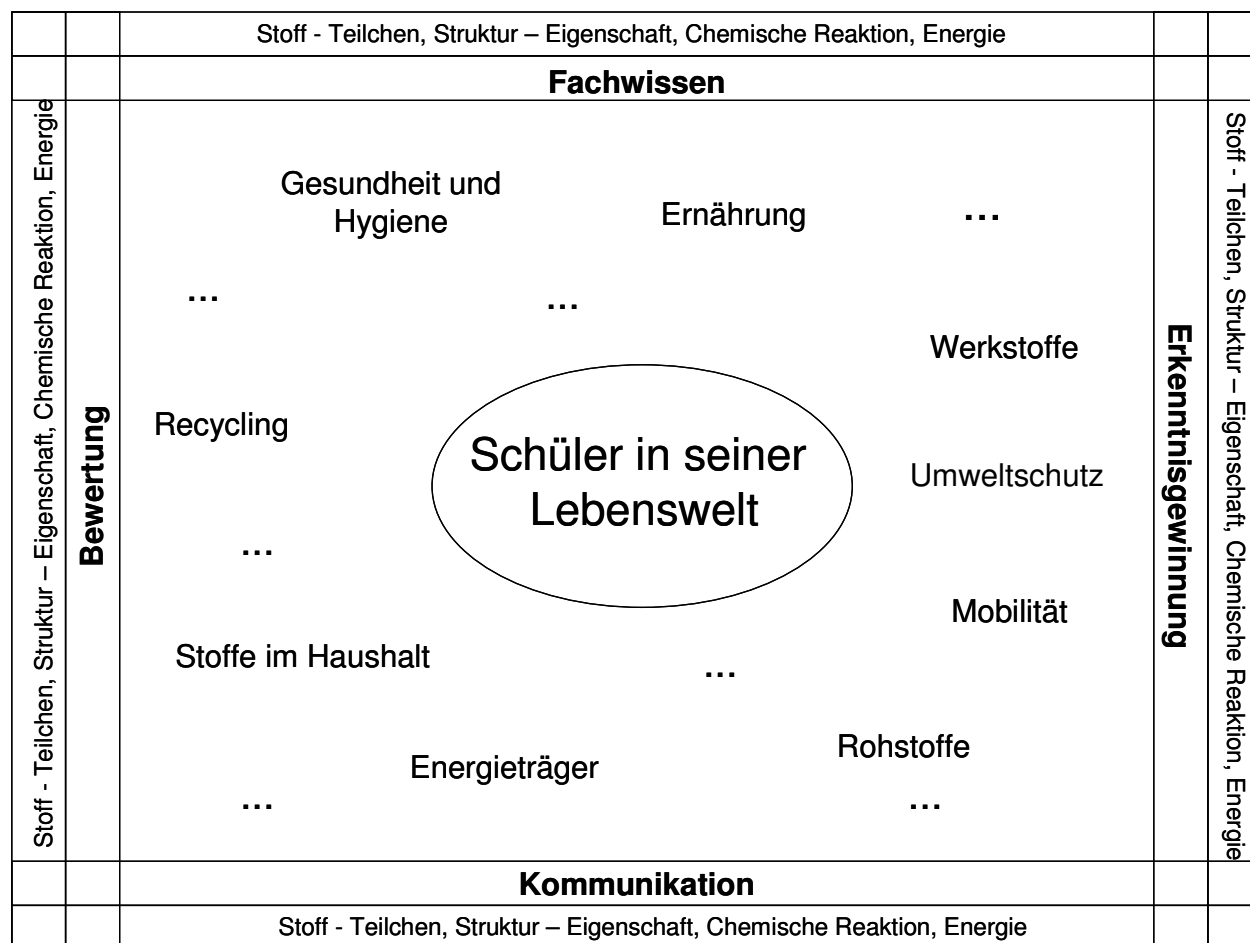 Stoff - Teilchen, Struktur – Eigenschaft, Chemische Reaktion, Energie
Fachwissen
Stoff - Teilchen, Struktur – Eigenschaft, Chemische Reaktion, Energie
Bewertung
Gesundheit und
Hygiene
Ernährung
...
...
...
Werkstoffe
Recycling
Schüler in seiner
Lebenswelt
Umweltschutz
...
Mobilität
Stoffe im Haushalt
...
Rohstoffe
Energieträger
...
...
Erkenntnisgewinnung
Stoff - Teilchen, Struktur – Eigenschaft, Chemische Reaktion, Energie
Kommunikation
Stoff - Teilchen, Struktur – Eigenschaft, Chemische Reaktion, Energie